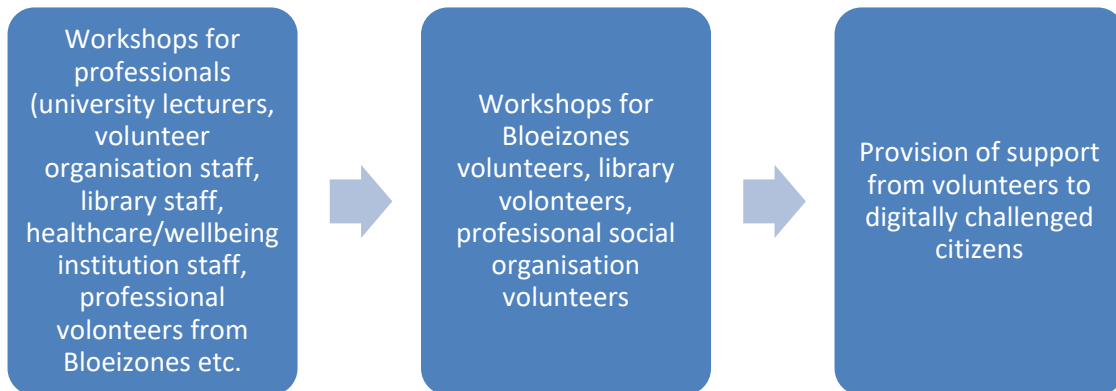 Workshops for
professionals
(university lecturers,
volunteer
organisation staff,
library staff,
healthcare/wellbeing
institution staff,
professional
volonteers from
Bloeizones etc.
Workshops for
Bloeizones
volunteers, library
volonteers,
profesisonal social
organisation
volunteers
Provision of support
from volunteers to
digitally challenged
citizens